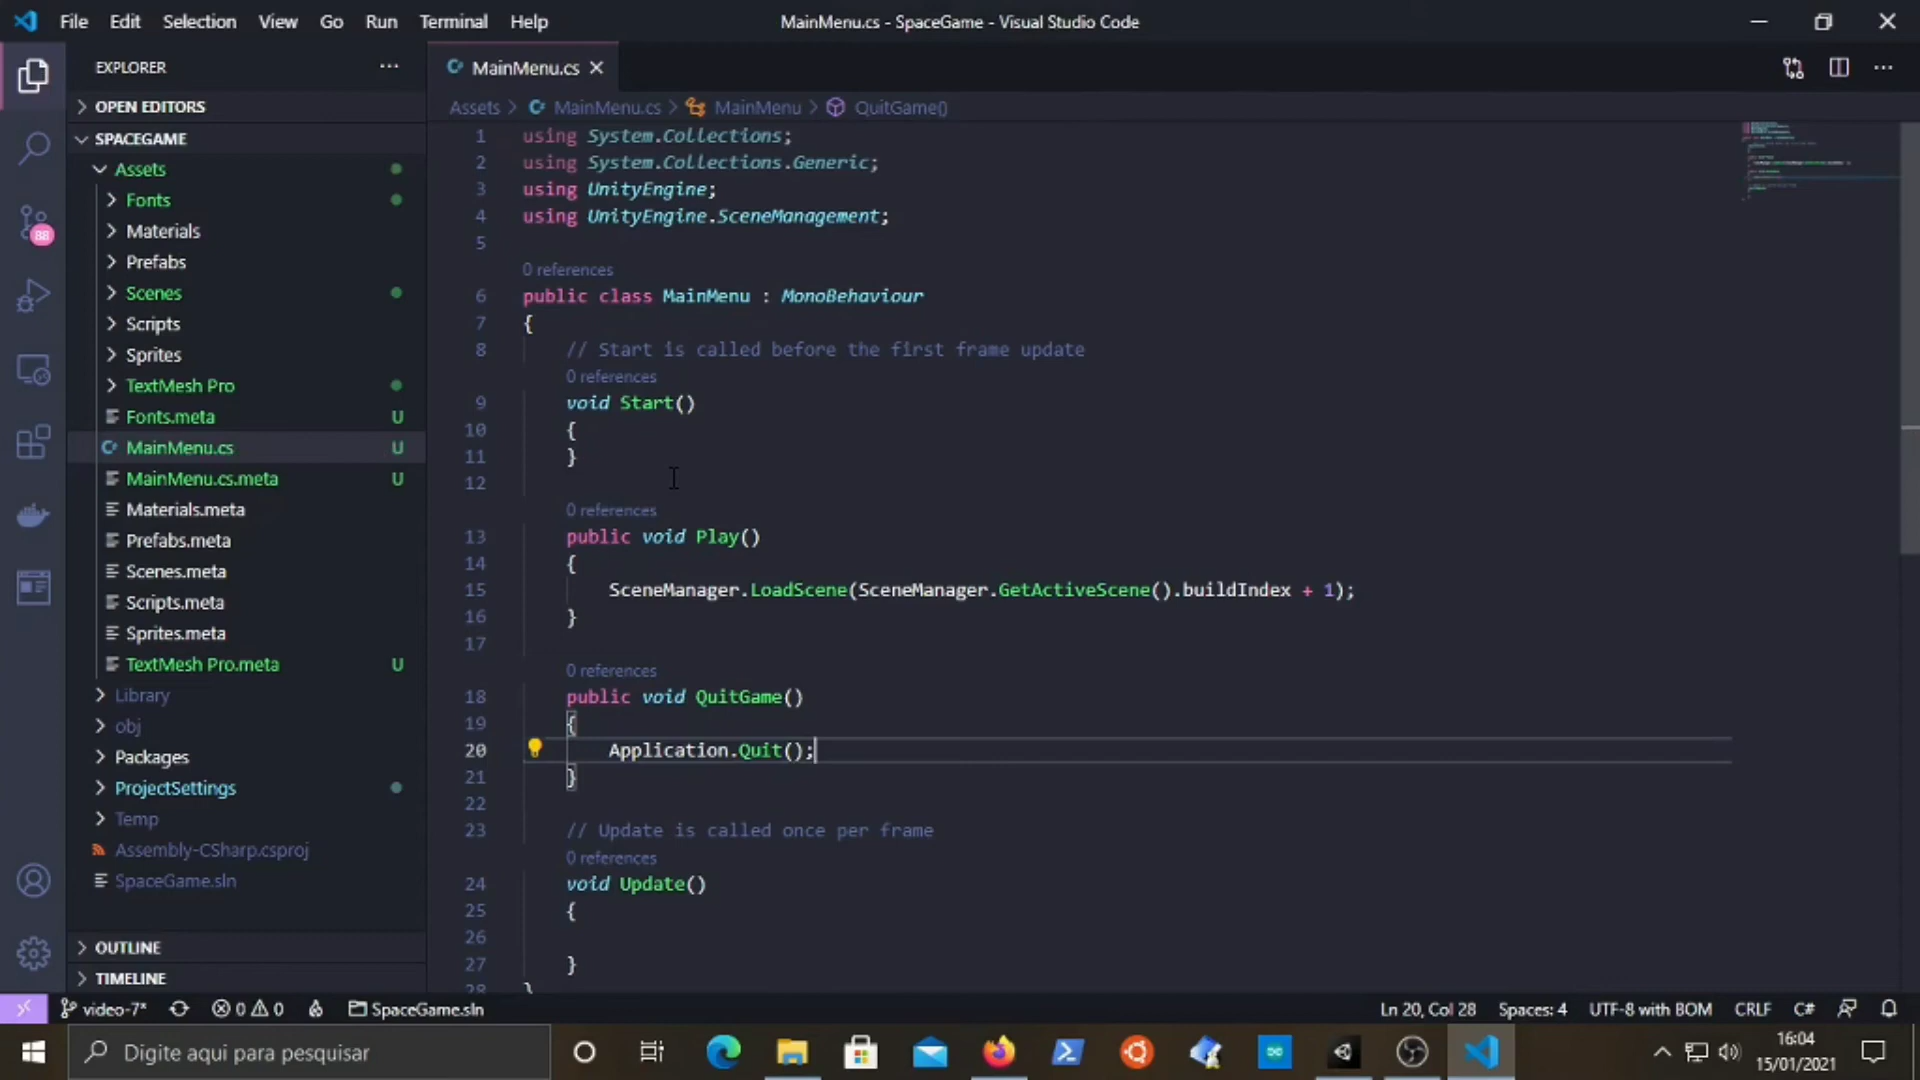 File Edit Selection View Go Run Terminal Help
MainMenu.cs - SpaceGame - Visual Studio Code
EXPLORER
OPEN EDITORS
SPACEGAME
Assets
Fonts
Materials
Prefabs
Scenes
Scripts
Sprites
TextMesh Pro
Fonts.meta U
MainMenu.cs U
MainMenu.cs.meta U
Materials.meta
Prefabs.meta
Scenes.meta
Scripts.meta
Sprites.meta
TextMesh Pro.meta U
Library
obj
Packages
ProjectSettings
Temp
Assembly-CSharp.csproj
SpaceGame.sln
OUTLINE
TIMELINE
88
MainMenu.cs
Assets > MainMenu.cs > MainMenu > QuitGame()
1 using System.Collections;
2 using System.Collections.Generic;
3 using UnityEngine;
4 using UnityEngine.SceneManagement;
5
0 references
6 public class MainMenu : MonoBehaviour
7 {
8 // Start is called before the first frame update
0 references
9 void Start()
10 {
11 }
12
0 references
13 public void Play()
14 {
15 SceneManager.LoadScene(SceneManager.GetActiveScene().buildIndex + 1);
16 }
17
0 references
18 public void QuitGame()
19 {
20 Application.Quit();
21 }
22
23 // Update is called once per frame
0 references
24 void Update()
25 {
26
27 }
28 }
video-7* 0 0 SpaceGame.sln
Ln 20, Col 28 Spaces: 4 UTF-8 with BOM CRLF C#
Digite aqui para pesquisar
16:04
15/01/2021